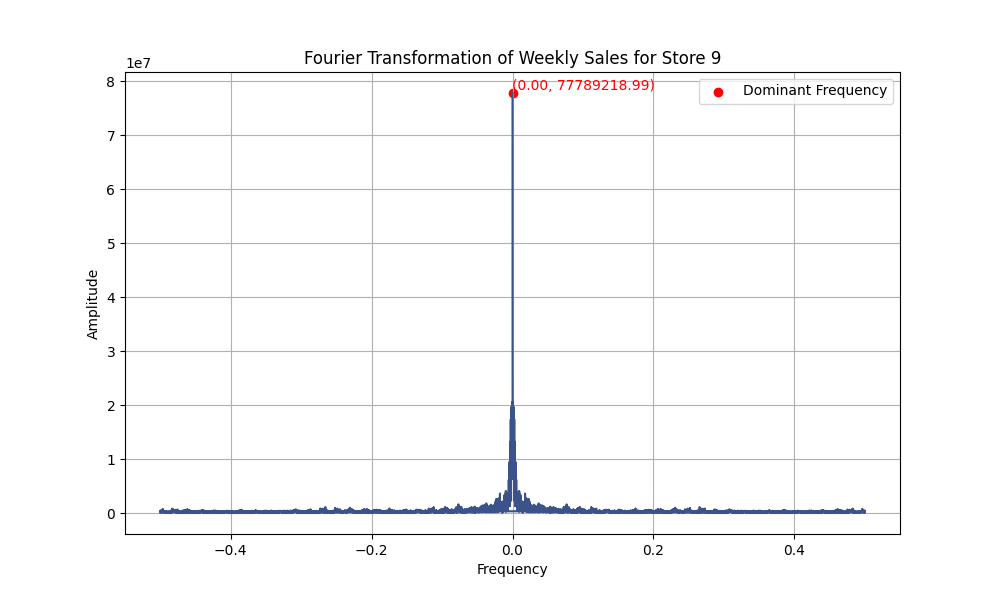 Fourier Transformation of Weekly Sales for Store 9
1e7
(0.00, 77789218.99)
Dominant Frequency
8
7
6
5
4
3
2
1
0
Amplitude
−0.4 −0.2 0.0 0.2 0.4
Frequency